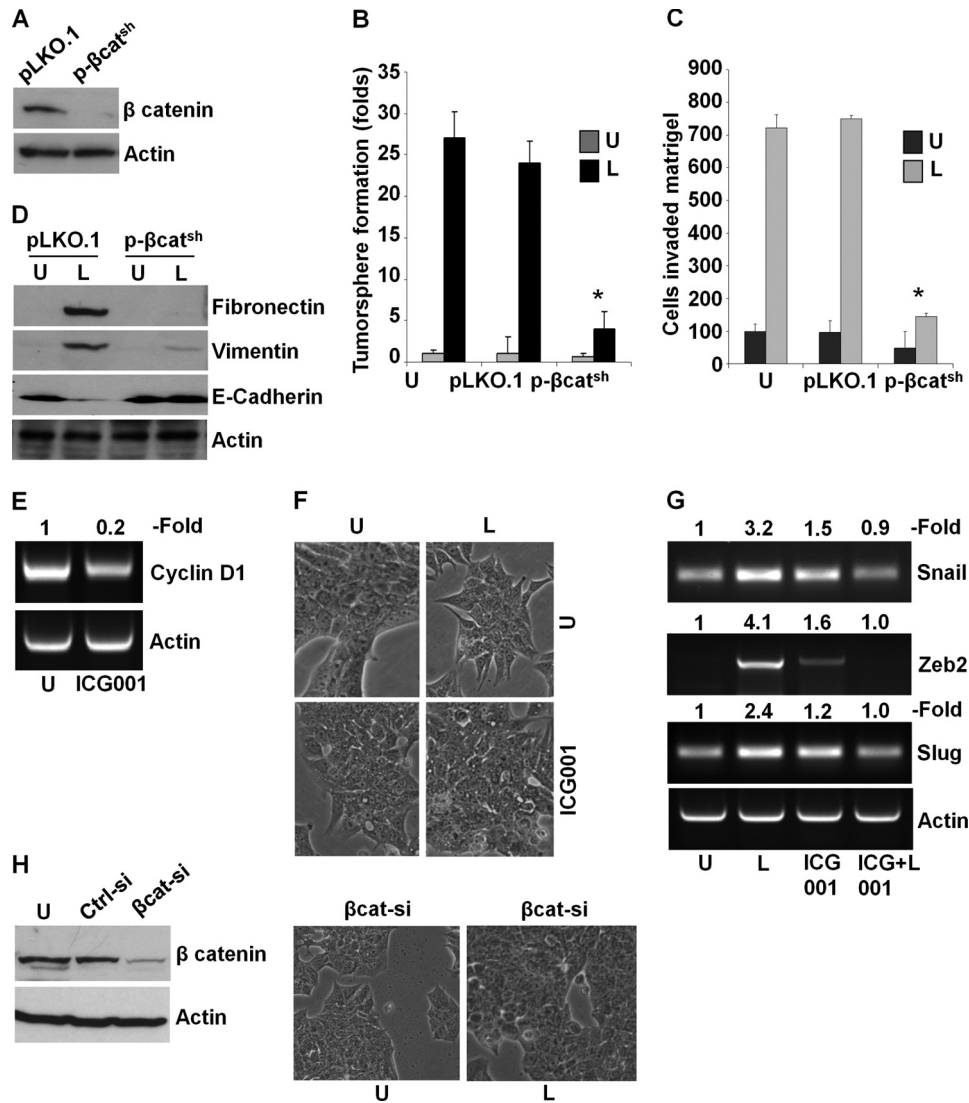 A
pLKO.1
p-βcatsh
β catenin
Actin
B
Tumorsphere formation (folds)
35
30
25
20
15
10
5
0
U
L
U pLKO.1 p-βcatsh
*
C
Cells invaded matrigel
900
800
700
600
500
400
300
200
100
0
U
L
U pLKO.1 p-βcatsh
*
D
pLKO.1 p-βcatsh
U L U L
Fibronectin
Vimentin
E-Cadherin
Actin
E
1 0.2 -Fold
Cyclin D1
Actin
U ICG001
F
U L
U
ICG001
G
1 3.2 1.5 0.9 -Fold
Snail
1 4.1 1.6 1.0
Zeb2
1 2.4 1.2 1.0 -Fold
Slug
Actin
U L ICG ICG+L
001 001
H
U Ctrl-si βcat-si
β catenin
Actin
βcat-si βcat-si
U L